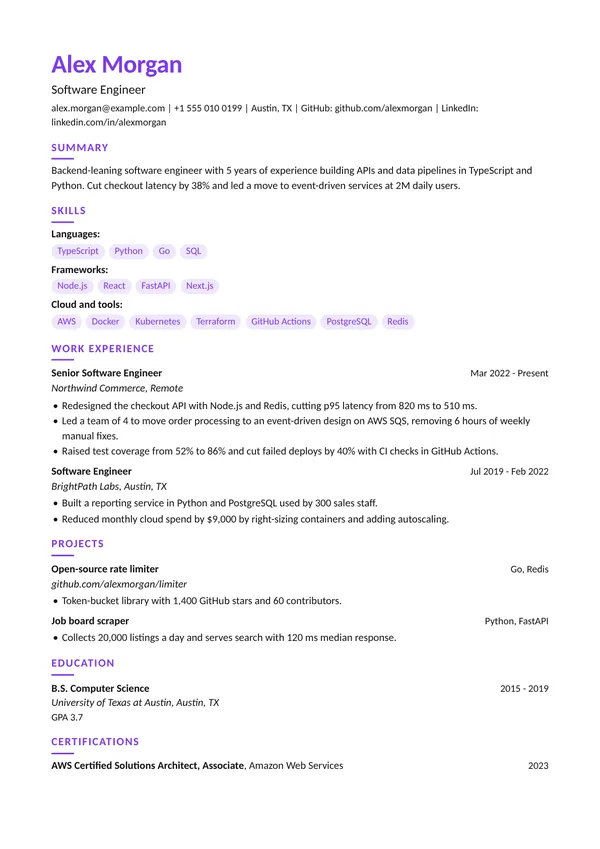 Alex Morgan
Software Engineer
alex.morgan@example.com | +1 555 010 0199 | Austin, TX | GitHub: github.com/alexmorgan | LinkedIn:
linkedin.com/in/alexmorgan
SUMMARY
Backend-leaning software engineer with 5 years of experience building APIs and data pipelines in TypeScript and
Python. Cut checkout latency by 38% and led a move to event-driven services at 2M daily users.
SKILLS
Languages:
TypeScript Python Go SQL
Frameworks:
Node.js React FastAPI Next.js
Cloud and tools:
AWS Docker Kubernetes Terraform GitHub Actions PostgreSQL Redis
WORK EXPERIENCE
Senior Software Engineer Mar 2022 - Present
Northwind Commerce, Remote
• Redesigned the checkout API with Node.js and Redis, cutting p95 latency from 820 ms to 510 ms.
• Led a team of 4 to move order processing to an event-driven design on AWS SQS, removing 6 hours of weekly
manual fixes.
• Raised test coverage from 52% to 86% and cut failed deploys by 40% with CI checks in GitHub Actions.
Software Engineer Jul 2019 - Feb 2022
BrightPath Labs, Austin, TX
• Built a reporting service in Python and PostgreSQL used by 300 sales staff.
• Reduced monthly cloud spend by $9,000 by right-sizing containers and adding autoscaling.
PROJECTS
Open-source rate limiter Go, Redis
github.com/alexmorgan/limiter
• Token-bucket library with 1,400 GitHub stars and 60 contributors.
Job board scraper Python, FastAPI
• Collects 20,000 listings a day and serves search with 120 ms median response.
EDUCATION
B.S. Computer Science 2015 - 2019
University of Texas at Austin, Austin, TX
GPA 3.7
CERTIFICATIONS
AWS Certified Solutions Architect, Associate, Amazon Web Services 2023